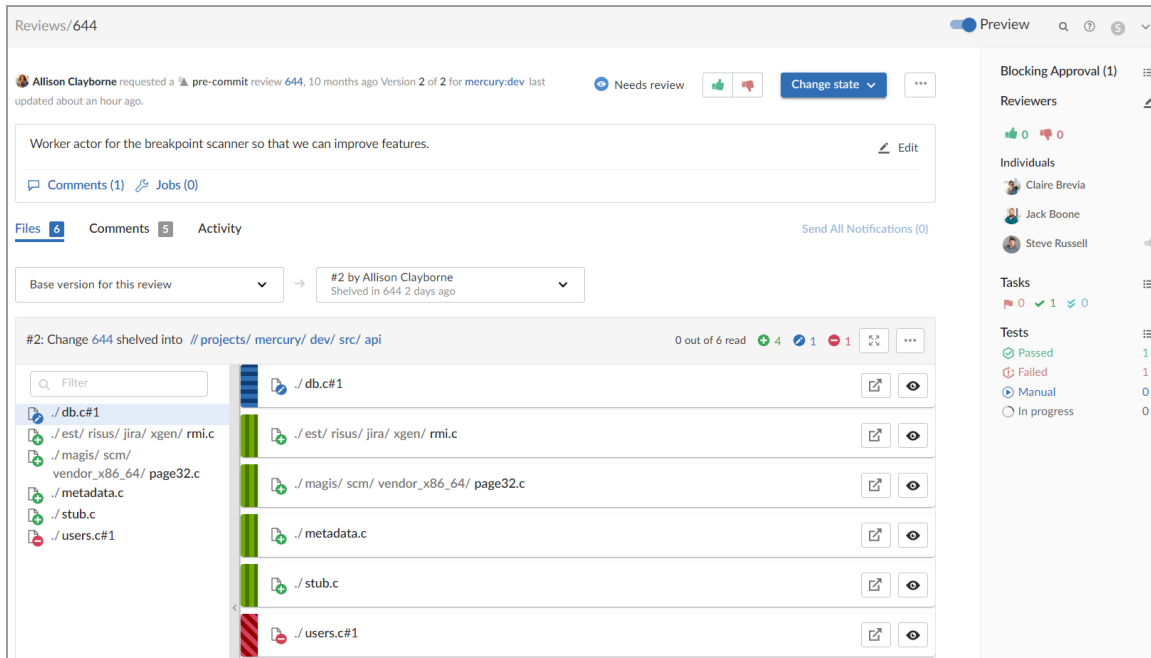 Reviews/644
Preview
S
Allison Clayborne requested a pre-commit review 644, 10 months ago Version 2 of 2 for mercury:dev last
updated about an hour ago.
Needs review
Change state
Worker actor for the breakpoint scanner so that we can improve features.
Edit
Comments (1) Jobs (0)
Files 6 Comments 5 Activity
Send All Notifications (0)
Base version for this review
#2 by Allison Clayborne
Shelved in 644 2 days ago
#2: Change 644 shelved into //projects/ mercury/ dev/ src/ api
0 out of 6 read 4 1 1
Filter
./ db.c#1
./ est/ risus/ jira/ xgen/ rmi.c
./ magis/ scm/
vendor_x86_64/ page32.c
./ metadata.c
./ stub.c
./ users.c#1
./ db.c#1
./ est/ risus/ jira/ xgen/ rmi.c
./ magis/ scm/ vendor_x86_64/ page32.c
./ metadata.c
./ stub.c
./ users.c#1
Blocking Approval (1)
Reviewers
0 0
Individuals
Claire Brevia
Jack Boone
Steve Russell
Tasks
0 1 0
Tests
Passed 1
Failed 1
Manual 0
In progress 0